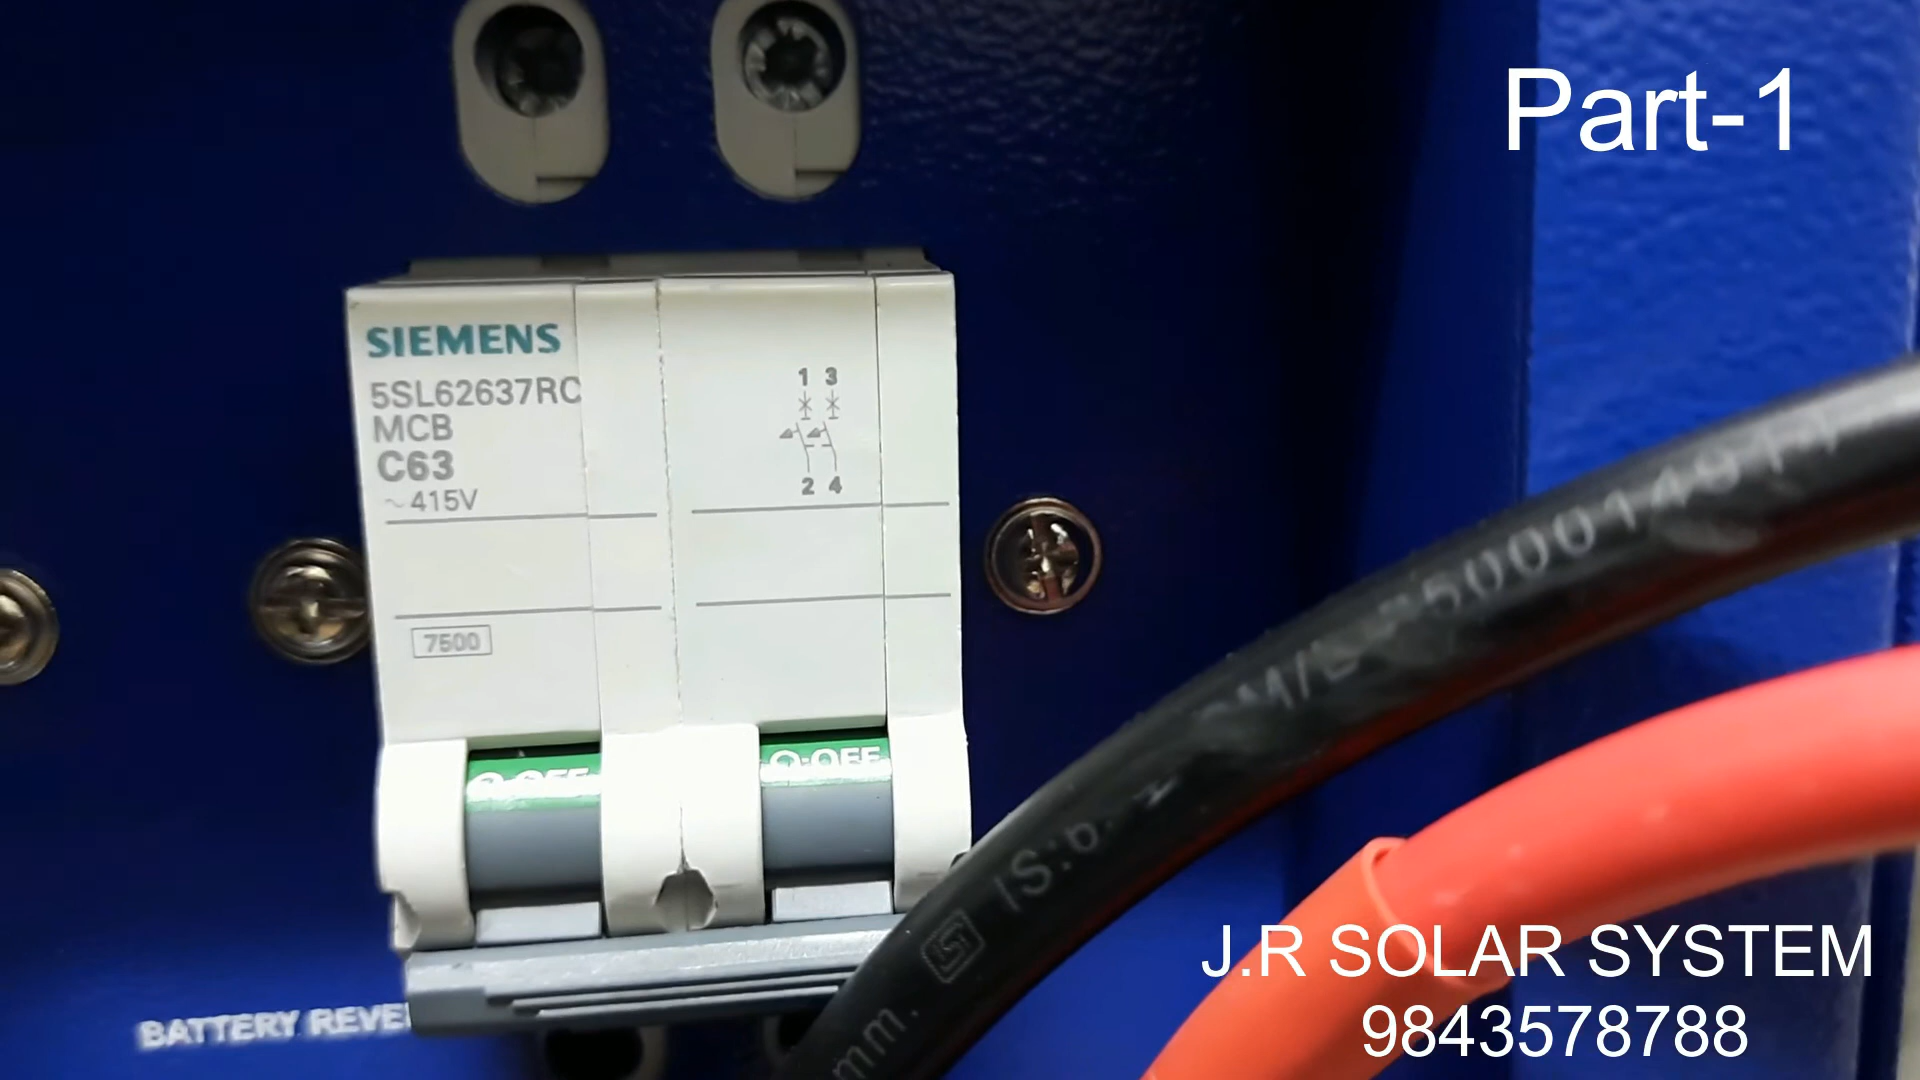 Part-1
SIEMENS
5SL62637RC
MCB
C63
~ 415V
1 3
2 4
7500
O-OFF
O-OFF
BATTERY
IS:
mm.
J.R SOLAR SYSTEM
9843578788